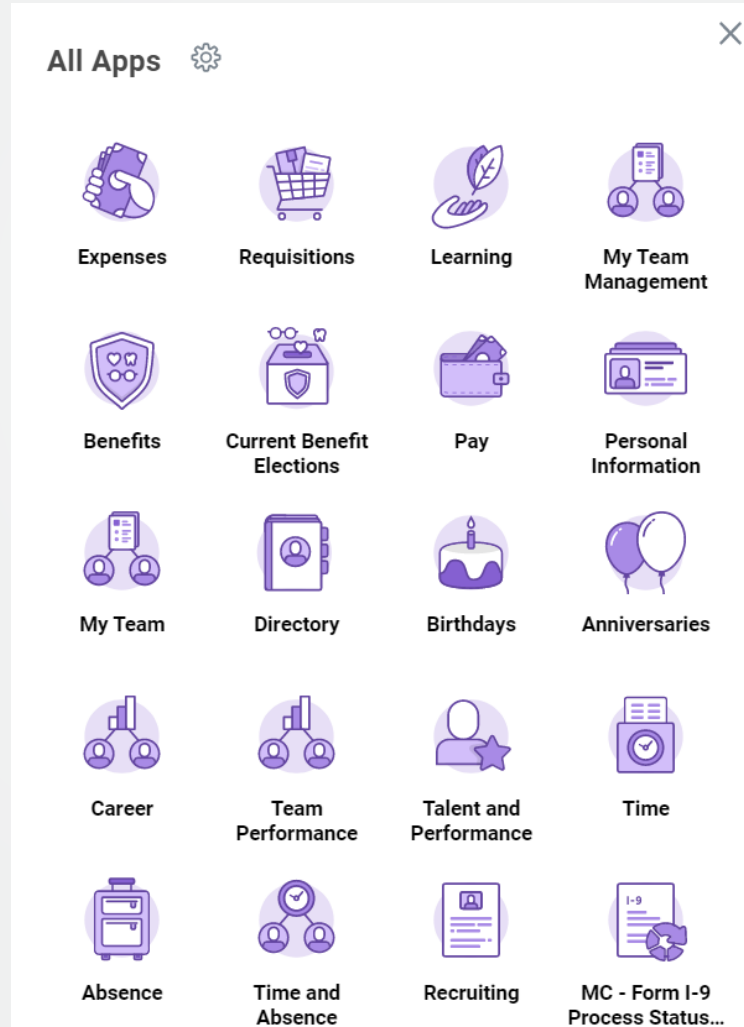 All Apps
Expenses
Requisitions
Learning
My Team
Management
Benefits
Current Benefit
Elections
Pay
Personal
Information
My Team
Directory
Birthdays
Anniversaries
Career
Team
Performance
Talent and
Performance
Time
Absence
Time and
Absence
Recruiting
I-9
MC - Form I-9
Process Status...